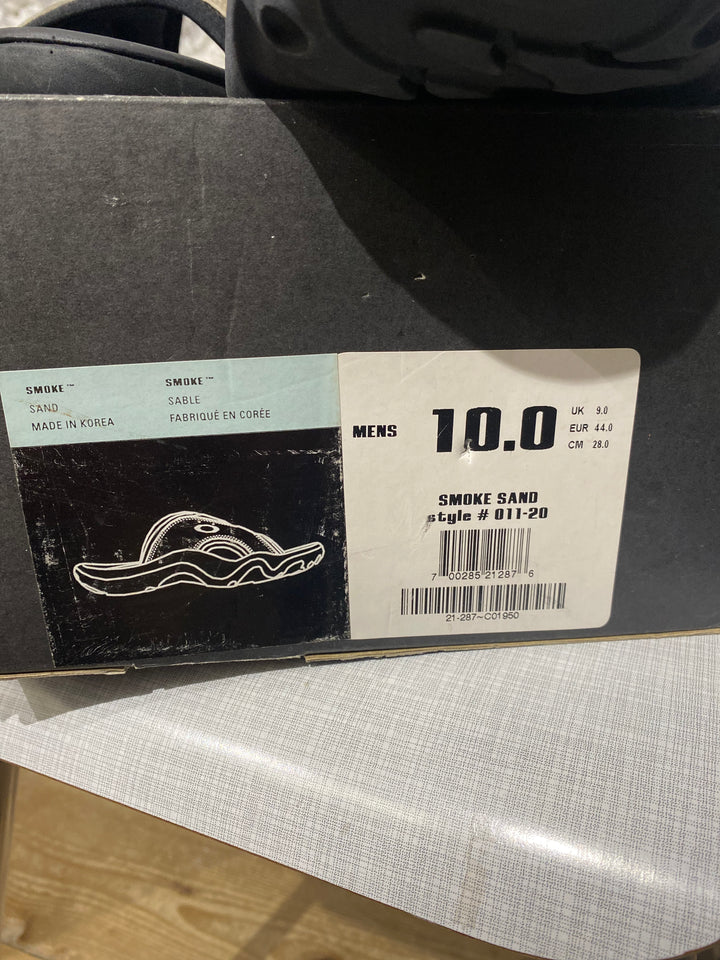 SMOKE™
SAND
MADE IN KOREA
SMOKE™
SABLE
FABRIQUÉ EN CORÉE
MENS
10.0
UK 9.0
EUR 44.0
CM 28.0
SMOKE SAND
style # 011-20
7 00285 21287 6
21-287~C01950